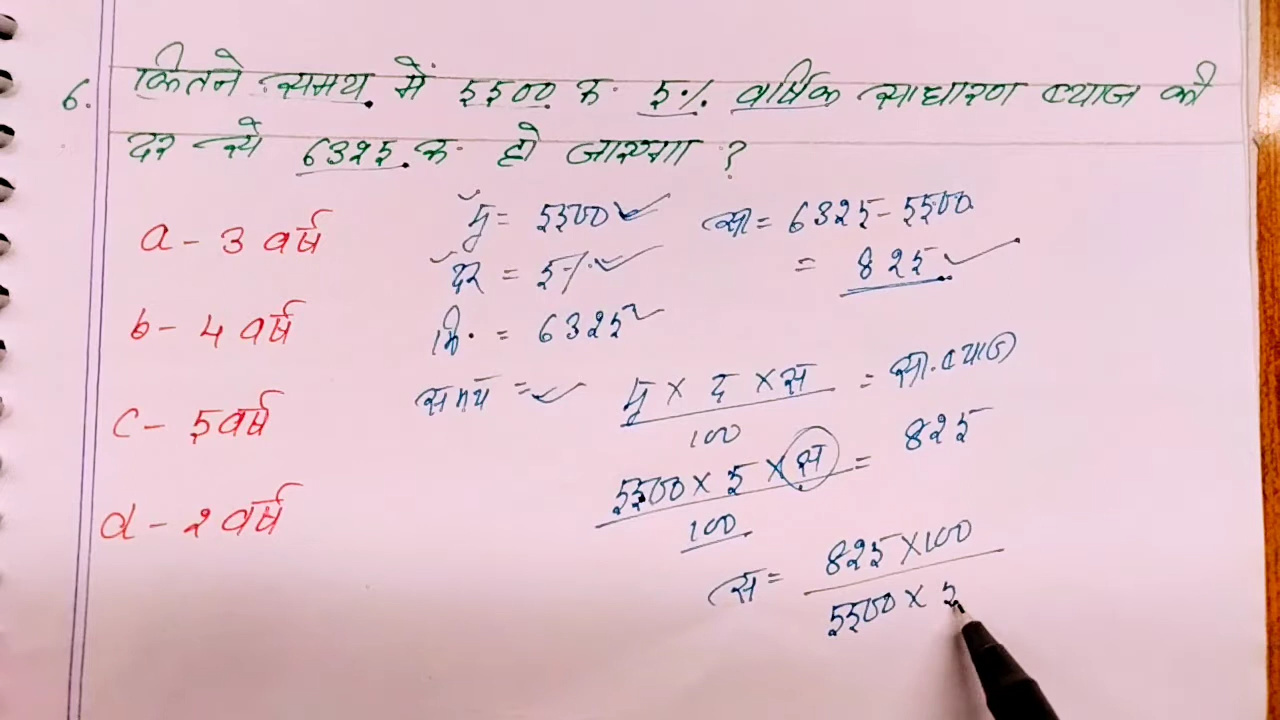 6. कितने समय में 5500 रु. 5% वार्षिक साधारण ब्याज की
दर से 6325 रु. हो जाएगा ?
a - 3 वर्ष
b - 4 वर्ष
c - 5 वर्ष
d - 2 वर्ष
मू = 5500
दर = 5%
मि. = 6325
समय =
सा = 6325 - 5500
= 825
मू × द × स / 100 = सा. ब्याज
5500 × 5 × स / 100 = 825
स = 825 × 100 / 5500 × 5